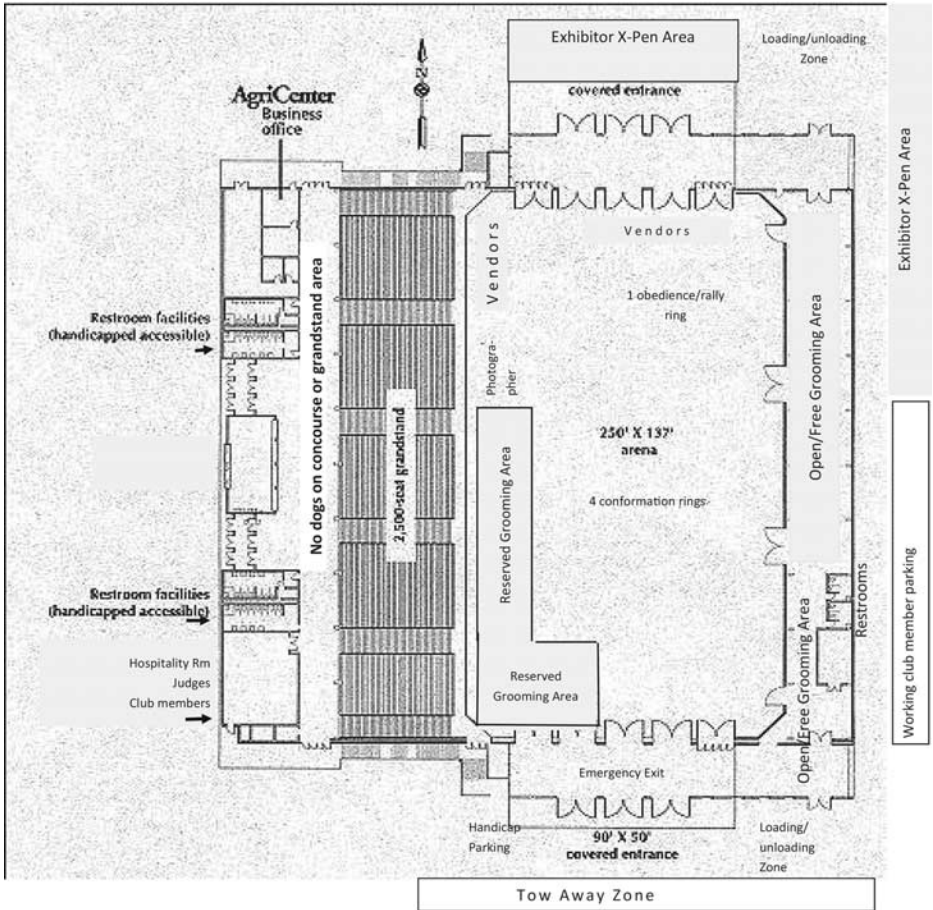 Exhibitor X-Pen Area
Loading/unloading
Zone
covered entrance
N
AgriCenter
Business
office
Exhibitor X-Pen Area
Vendors
Vendors
1 obedience/rally
ring
Restroom facilities
(handicapped accessible)
No dogs on concourse or grandstand area
2,500-seat grandstand
Photogra-
pher
Open/Free Grooming Area
250' X 137'
arena
Reserved Grooming Area
4 conformation rings-
Working club member parking
Restroom facilities
(handicapped accessible)
Restrooms
Open/Free Grooming Area
Hospitality Rm
Judges
Club members
Reserved
Grooming Area
Emergency Exit
Handicap
Parking
90' X 50'
covered entrance
Loading/
unloading
Zone
Tow Away Zone